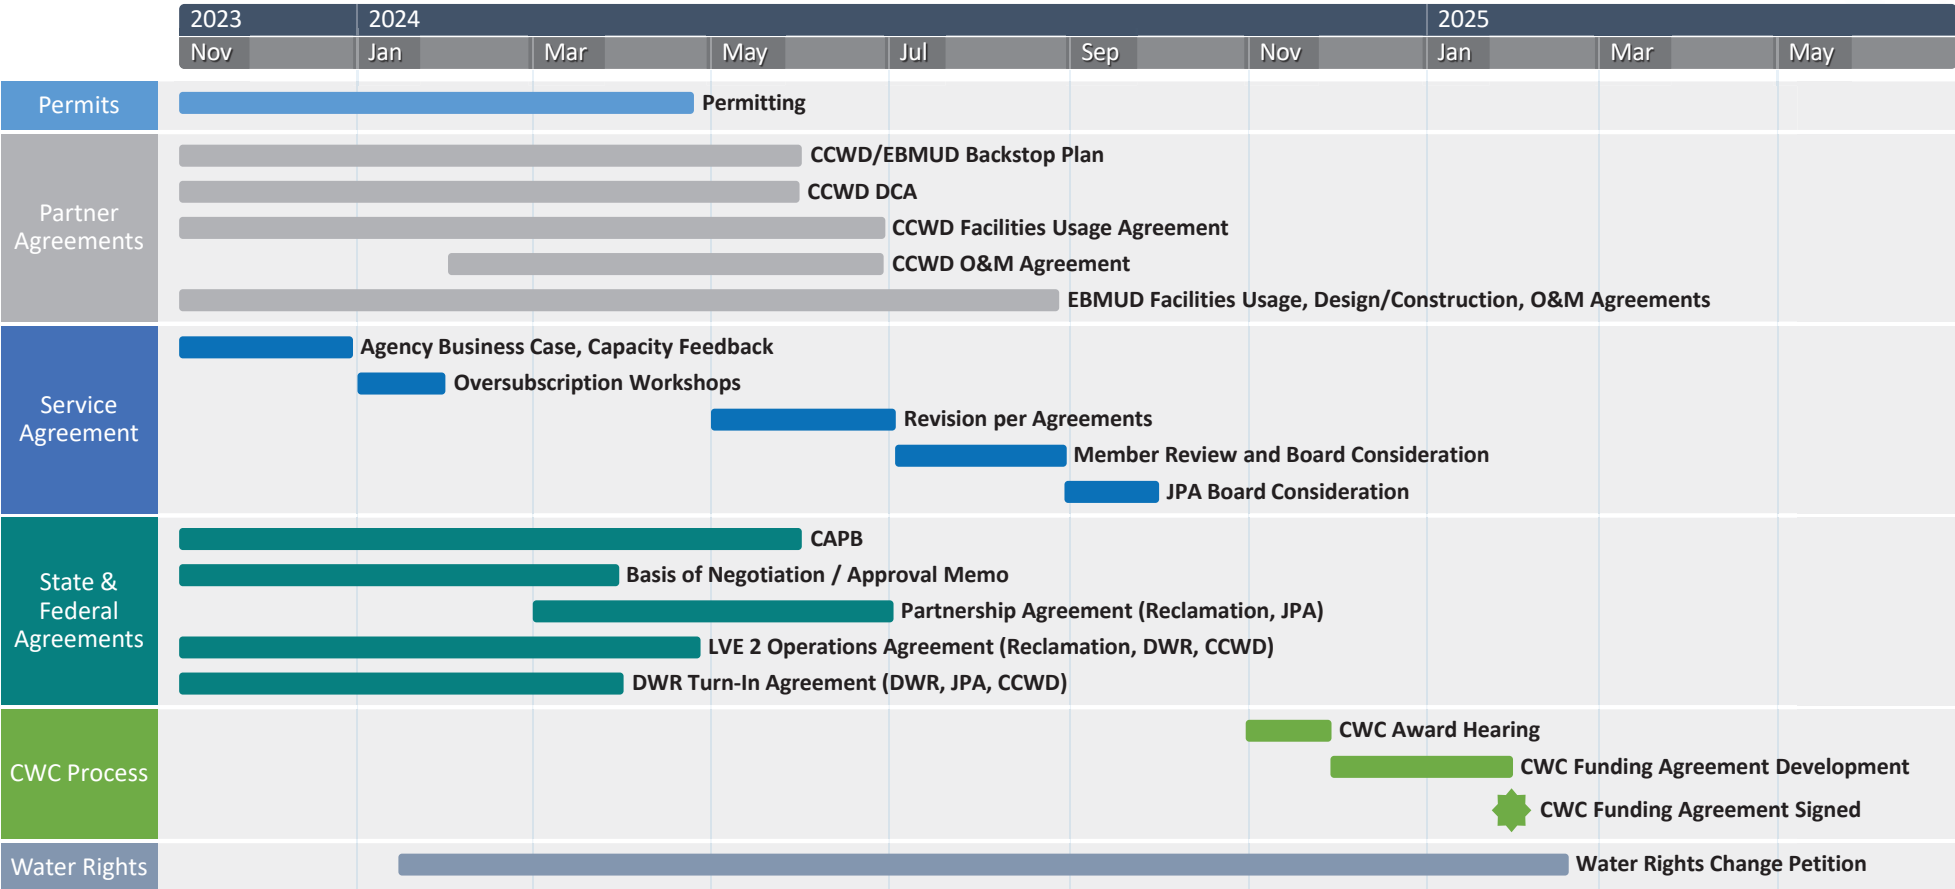 2023 2024 2025
Nov Jan Mar May Jul Sep Nov Jan Mar May
Permits
Permitting
Partner
Agreements
CCWD/EBMUD Backstop Plan
CCWD DCA
CCWD Facilities Usage Agreement
CCWD O&M Agreement
EBMUD Facilities Usage, Design/Construction, O&M Agreements
Service
Agreement
Agency Business Case, Capacity Feedback
Oversubscription Workshops
Revision per Agreements
Member Review and Board Consideration
JPA Board Consideration
State &
Federal
Agreements
CAPB
Basis of Negotiation / Approval Memo
Partnership Agreement (Reclamation, JPA)
LVE 2 Operations Agreement (Reclamation, DWR, CCWD)
DWR Turn-In Agreement (DWR, JPA, CCWD)
CWC Process
CWC Award Hearing
CWC Funding Agreement Development
CWC Funding Agreement Signed
Water Rights
Water Rights Change Petition